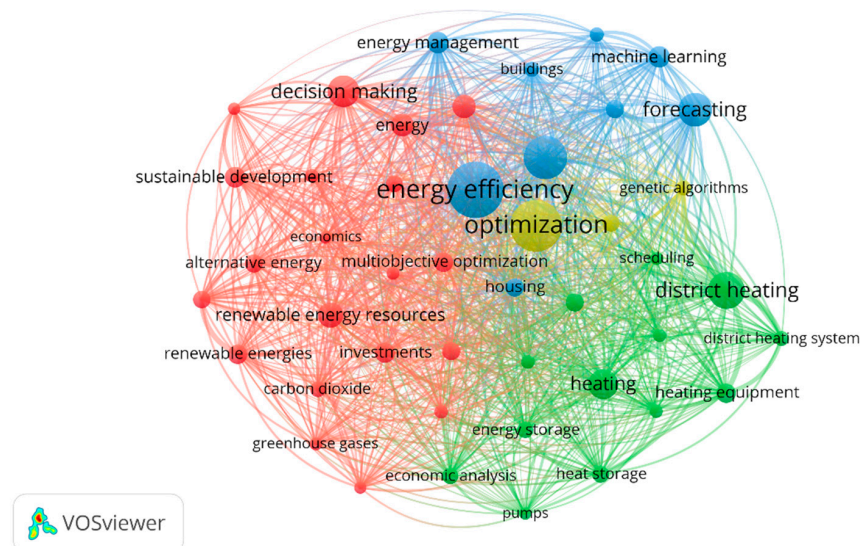 energy management
machine learning
buildings
decision making
forecasting
energy
sustainable development
energy efficiency
genetic algorithms
optimization
economics
alternative energy
multiobjective optimization
scheduling
housing
district heating
renewable energy resources
district heating system
renewable energies
investments
carbon dioxide
heating
heating equipment
energy storage
greenhouse gases
economic analysis
heat storage
pumps
VOSviewer